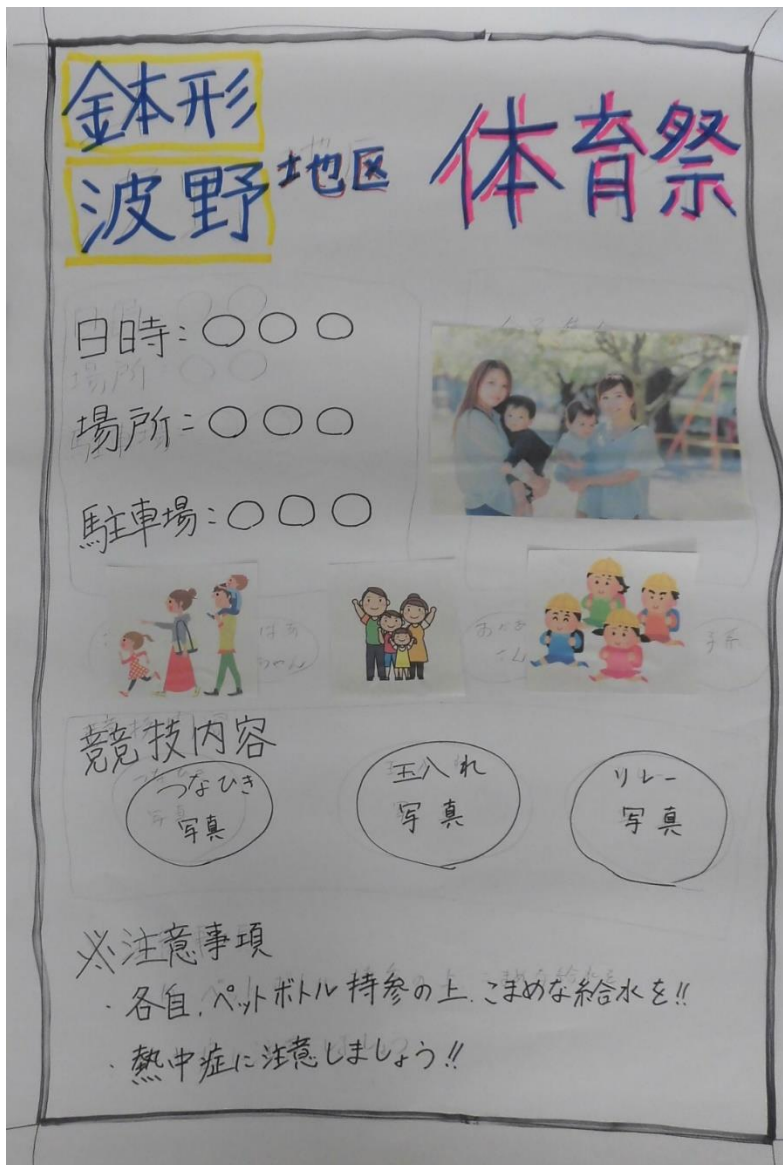 鉢形
波野地区 体育祭
日時:○○○
場所:○○○
駐車場:○○○
競技内容
つなひき
写真
玉入れ
写真
リレー
写真
※注意事項
・各自、ペットボトル持参の上、こまめな給水を!!
・熱中症に注意しましょう!!